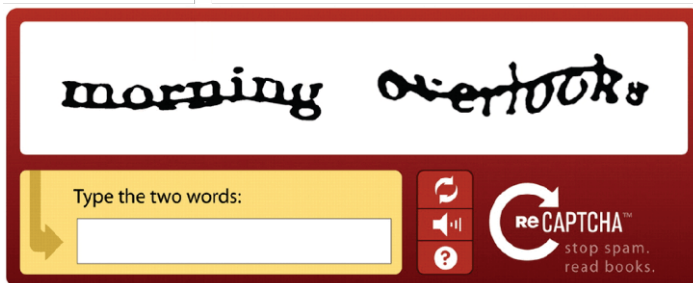 morning overlooks
Type the two words:
ReCAPTCHA™
stop spam.
read books.